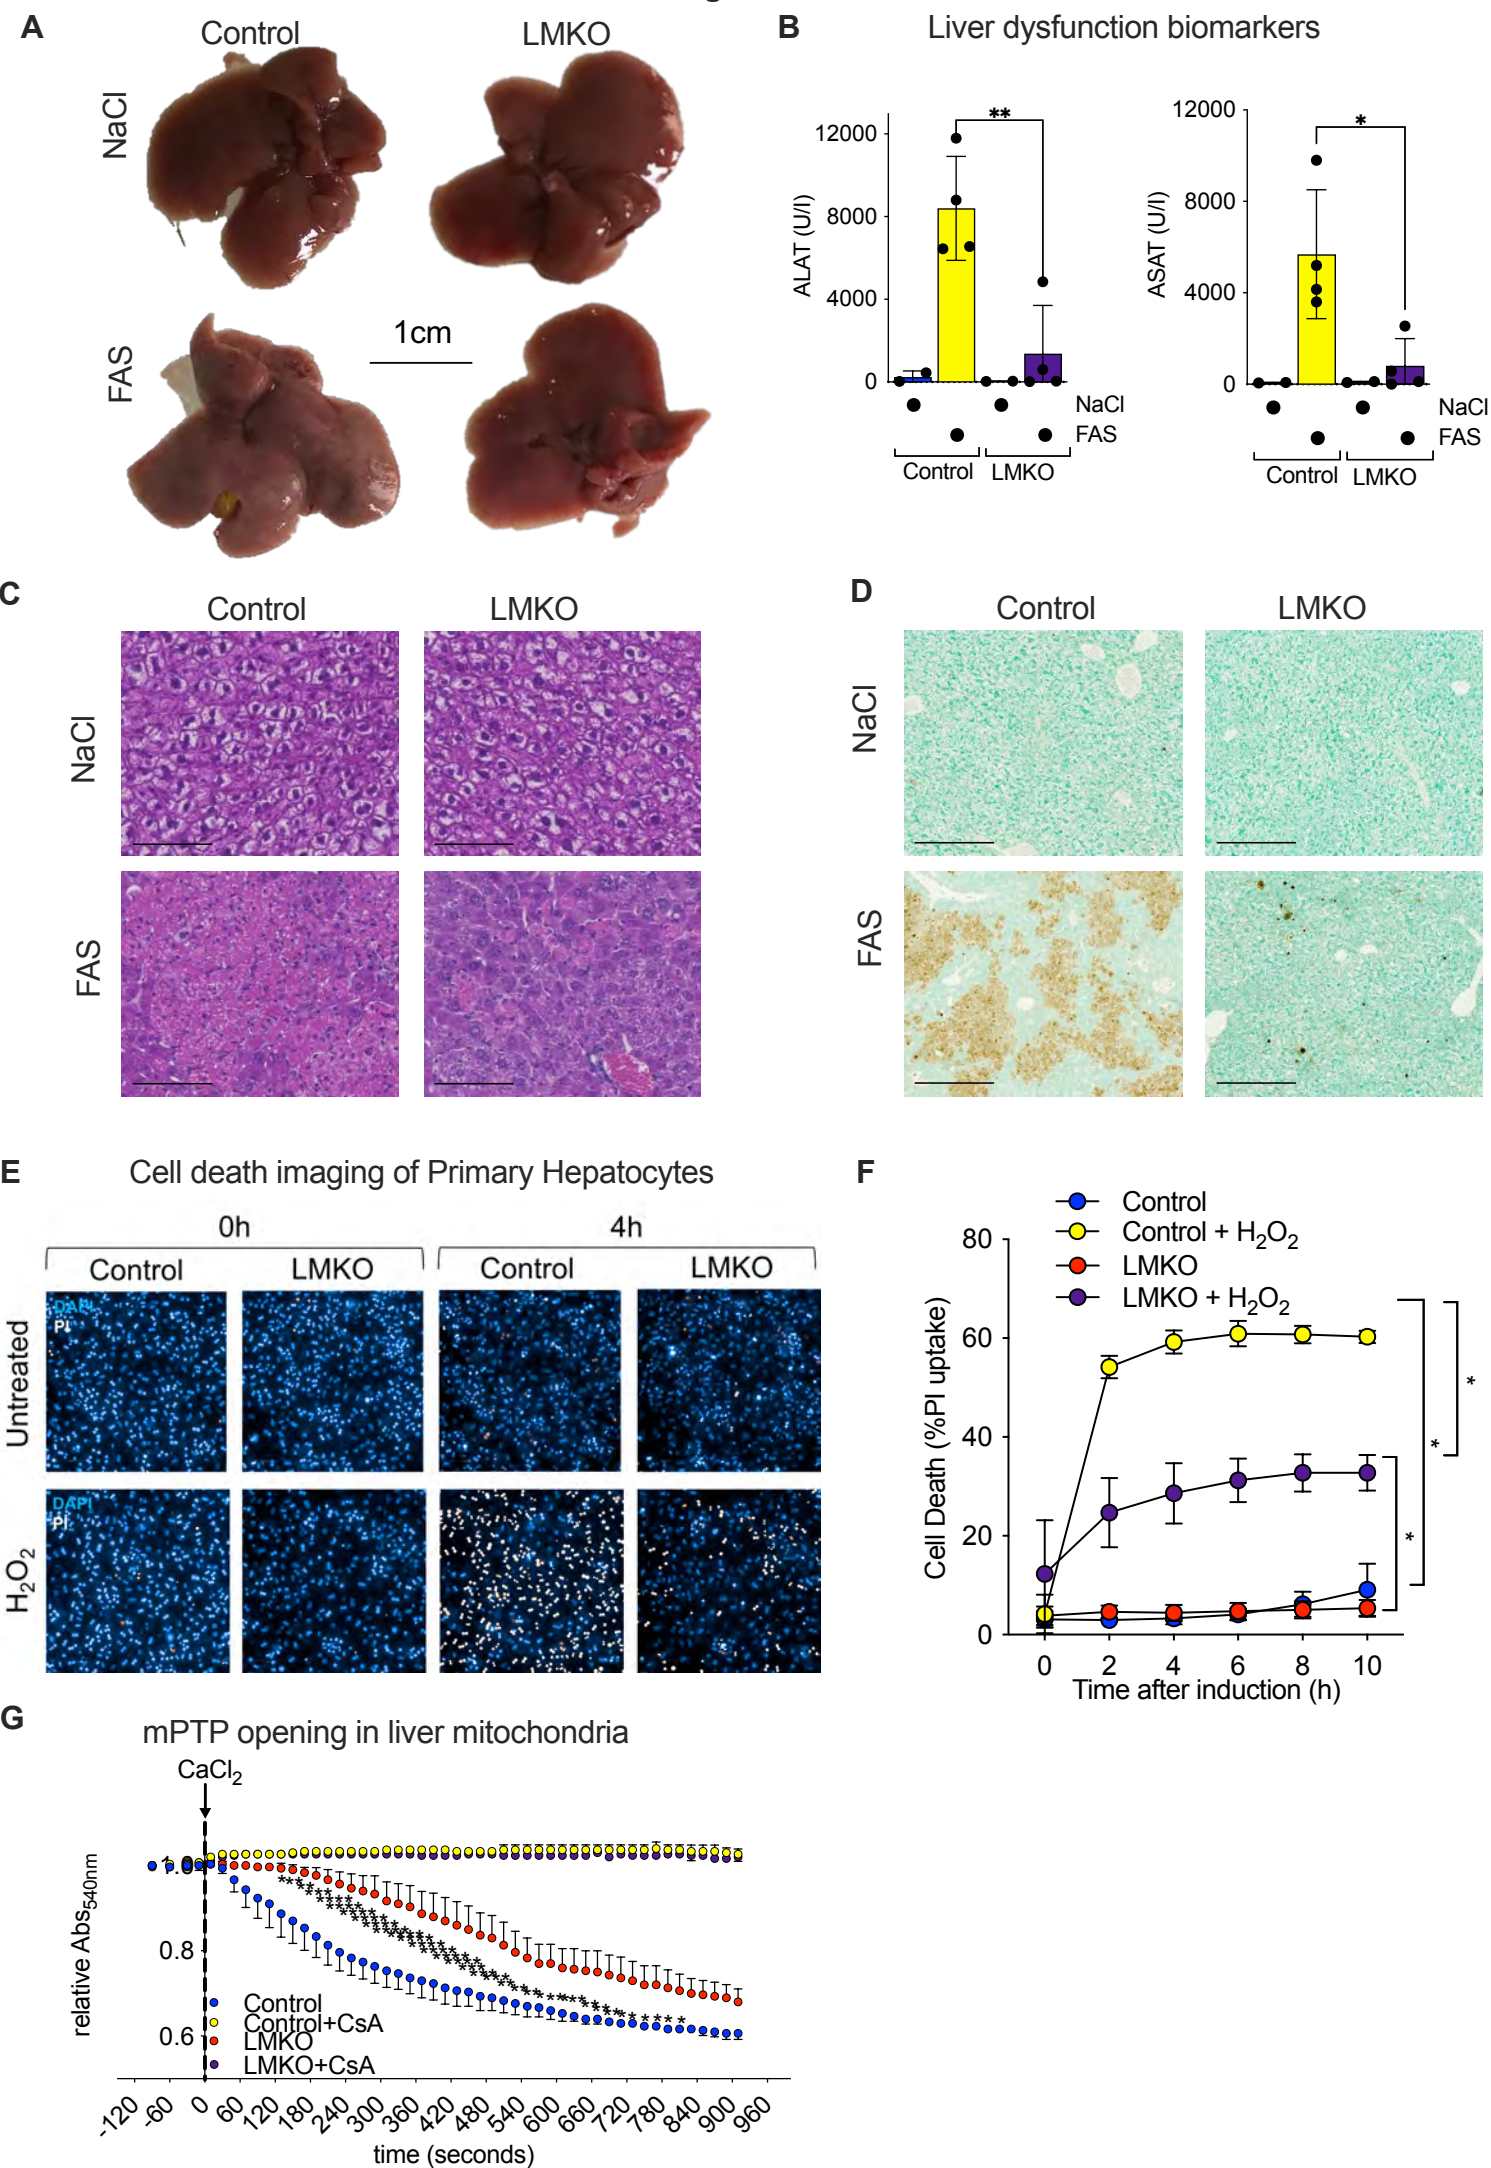 A
Control
LMKO
NaCl
FAS
1cm
B
Liver dysfunction biomarkers
**
12000
8000
4000
0
ALAT (U/l)
NaCl
FAS
Control
LMKO
*
12000
8000
4000
0
ASAT (U/l)
NaCl
FAS
Control
LMKO
C
Control
LMKO
NaCl
FAS
D
Control
LMKO
NaCl
FAS
E
Cell death imaging of Primary Hepatocytes
0h
4h
Control
LMKO
Control
LMKO
Untreated
DAPI
PI
H₂O₂
DAPI
PI
F
Control
Control + H₂O₂
LMKO
LMKO + H₂O₂
80
60
40
20
0
Cell Death (%PI uptake)
*
*
*
0 2 4 6 8 10
Time after induction (h)
G
mPTP opening in liver mitochondria
CaCl₂
1.0
0.8
0.6
relative Abs₅₄₀ₙₘ
Control
Control+CsA
LMKO
LMKO+CsA
-120 -60 0 60 120 180 240 300 360 420 480 540 600 660 720 780 840 900 960
time (seconds)